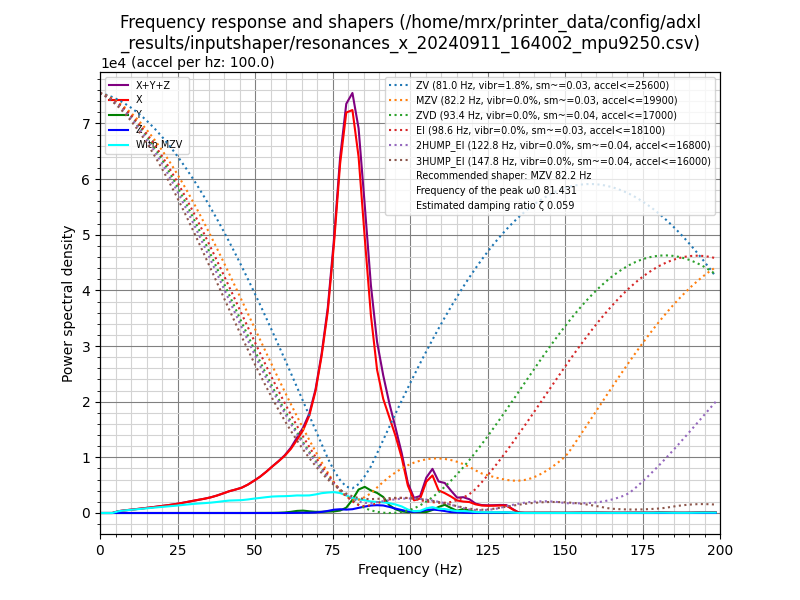 Frequency response and shapers (/home/mrx/printer_data/config/adxl
_results/inputshaper/resonances_x_20240911_164002_mpu9250.csv)
1e4 (accel per hz: 100.0)
X+Y+Z
X
Y
Z
With MZV
ZV (81.0 Hz, vibr=1.8%, sm~=0.03, accel<=25600)
MZV (82.2 Hz, vibr=0.0%, sm~=0.03, accel<=19900)
ZVD (93.4 Hz, vibr=0.0%, sm~=0.04, accel<=17000)
EI (98.6 Hz, vibr=0.0%, sm~=0.03, accel<=18100)
2HUMP_EI (122.8 Hz, vibr=0.0%, sm~=0.04, accel<=16800)
3HUMP_EI (147.8 Hz, vibr=0.0%, sm~=0.04, accel<=16000)
Recommended shaper: MZV 82.2 Hz
Frequency of the peak ω0 81.431
Estimated damping ratio ζ 0.059
Power spectral density
7
6
5
4
3
2
1
0
0 25 50 75 100 125 150 175 200
Frequency (Hz)